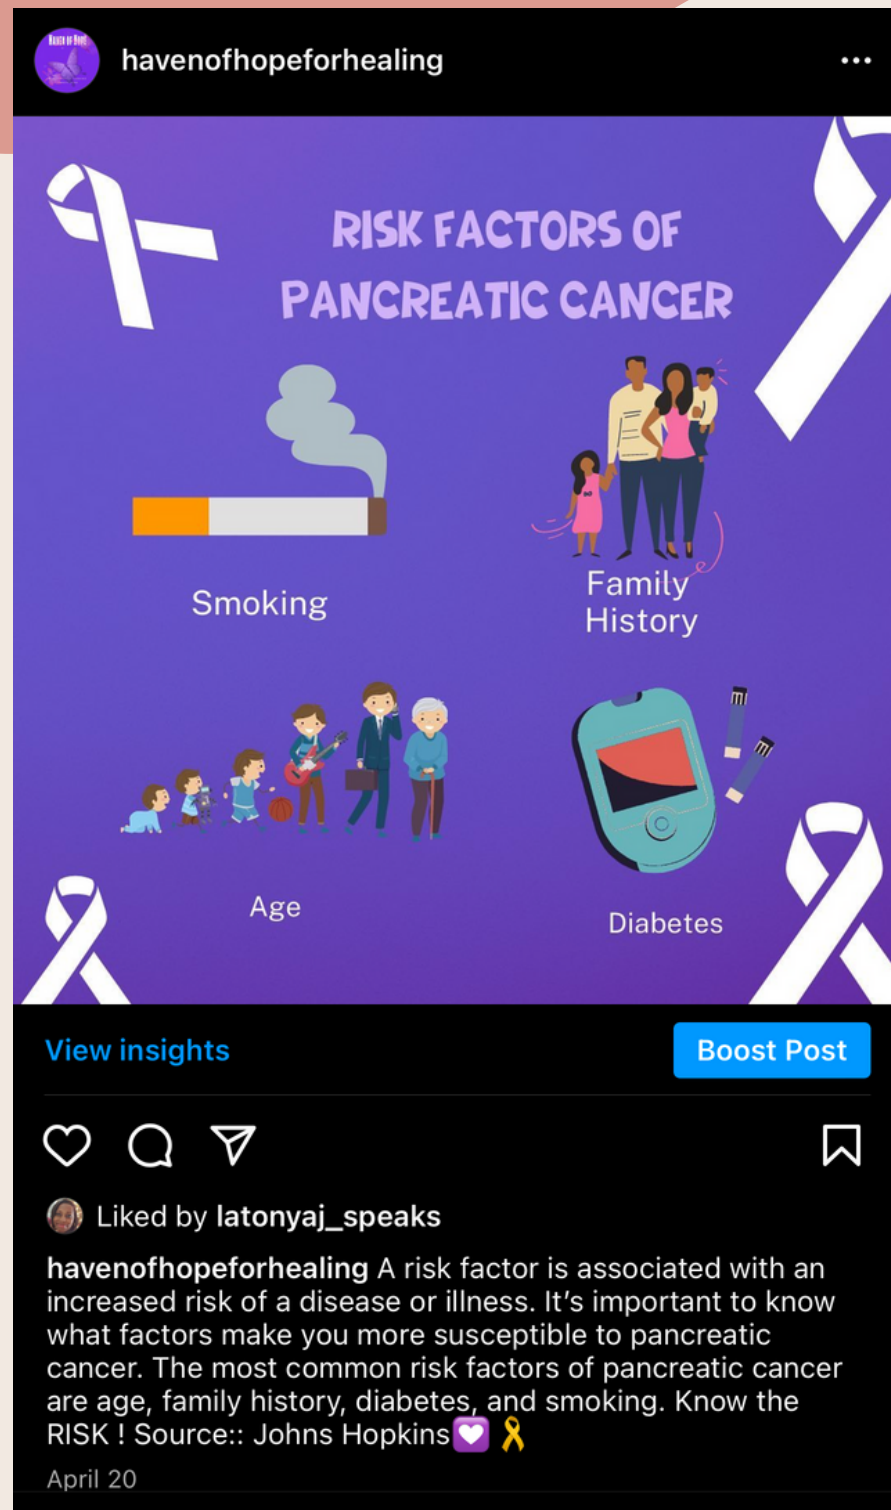 HAVEN OF HOPE
havenofhopeforhealing
RISK FACTORS OF
PANCREATIC CANCER
Smoking
Family
History
Age
Diabetes
View insights
Boost Post
Liked by latonyaj_speaks
havenofhopeforhealing A risk factor is associated with an
increased risk of a disease or illness. It’s important to know
what factors make you more susceptible to pancreatic
cancer. The most common risk factors of pancreatic cancer
are age, family history, diabetes, and smoking. Know the
RISK ! Source:: Johns Hopkins💟🎗
April 20